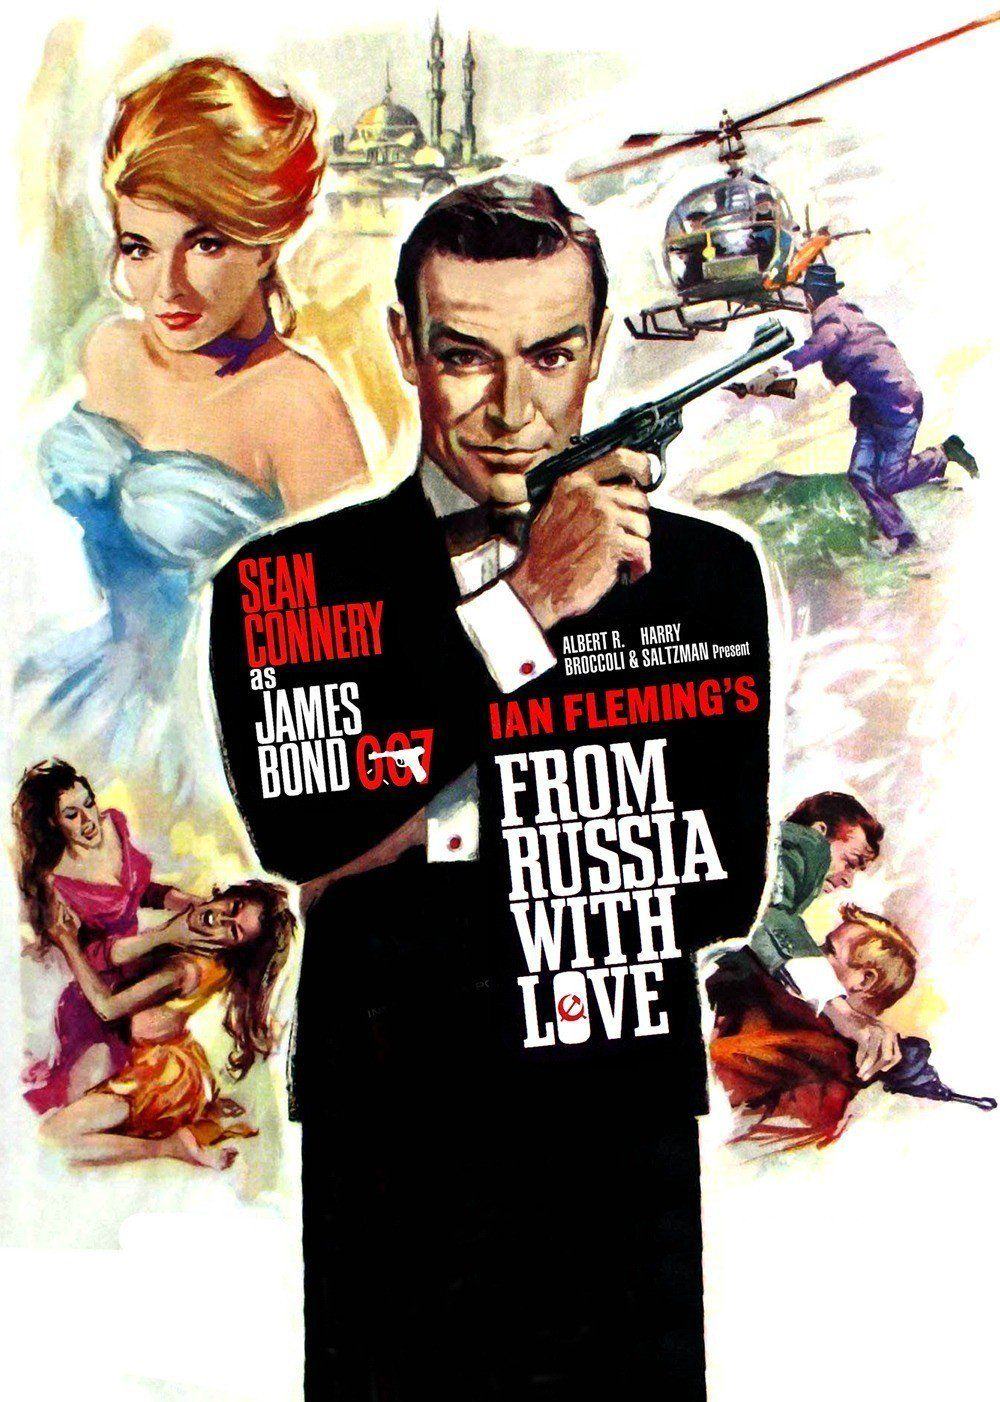 SEAN
CONNERY
as
JAMES
BOND 007
ALBERT R. HARRY
BROCCOLI & SALTZMAN Present
IAN FLEMING'S
FROM
RUSSIA
WITH
LOVE